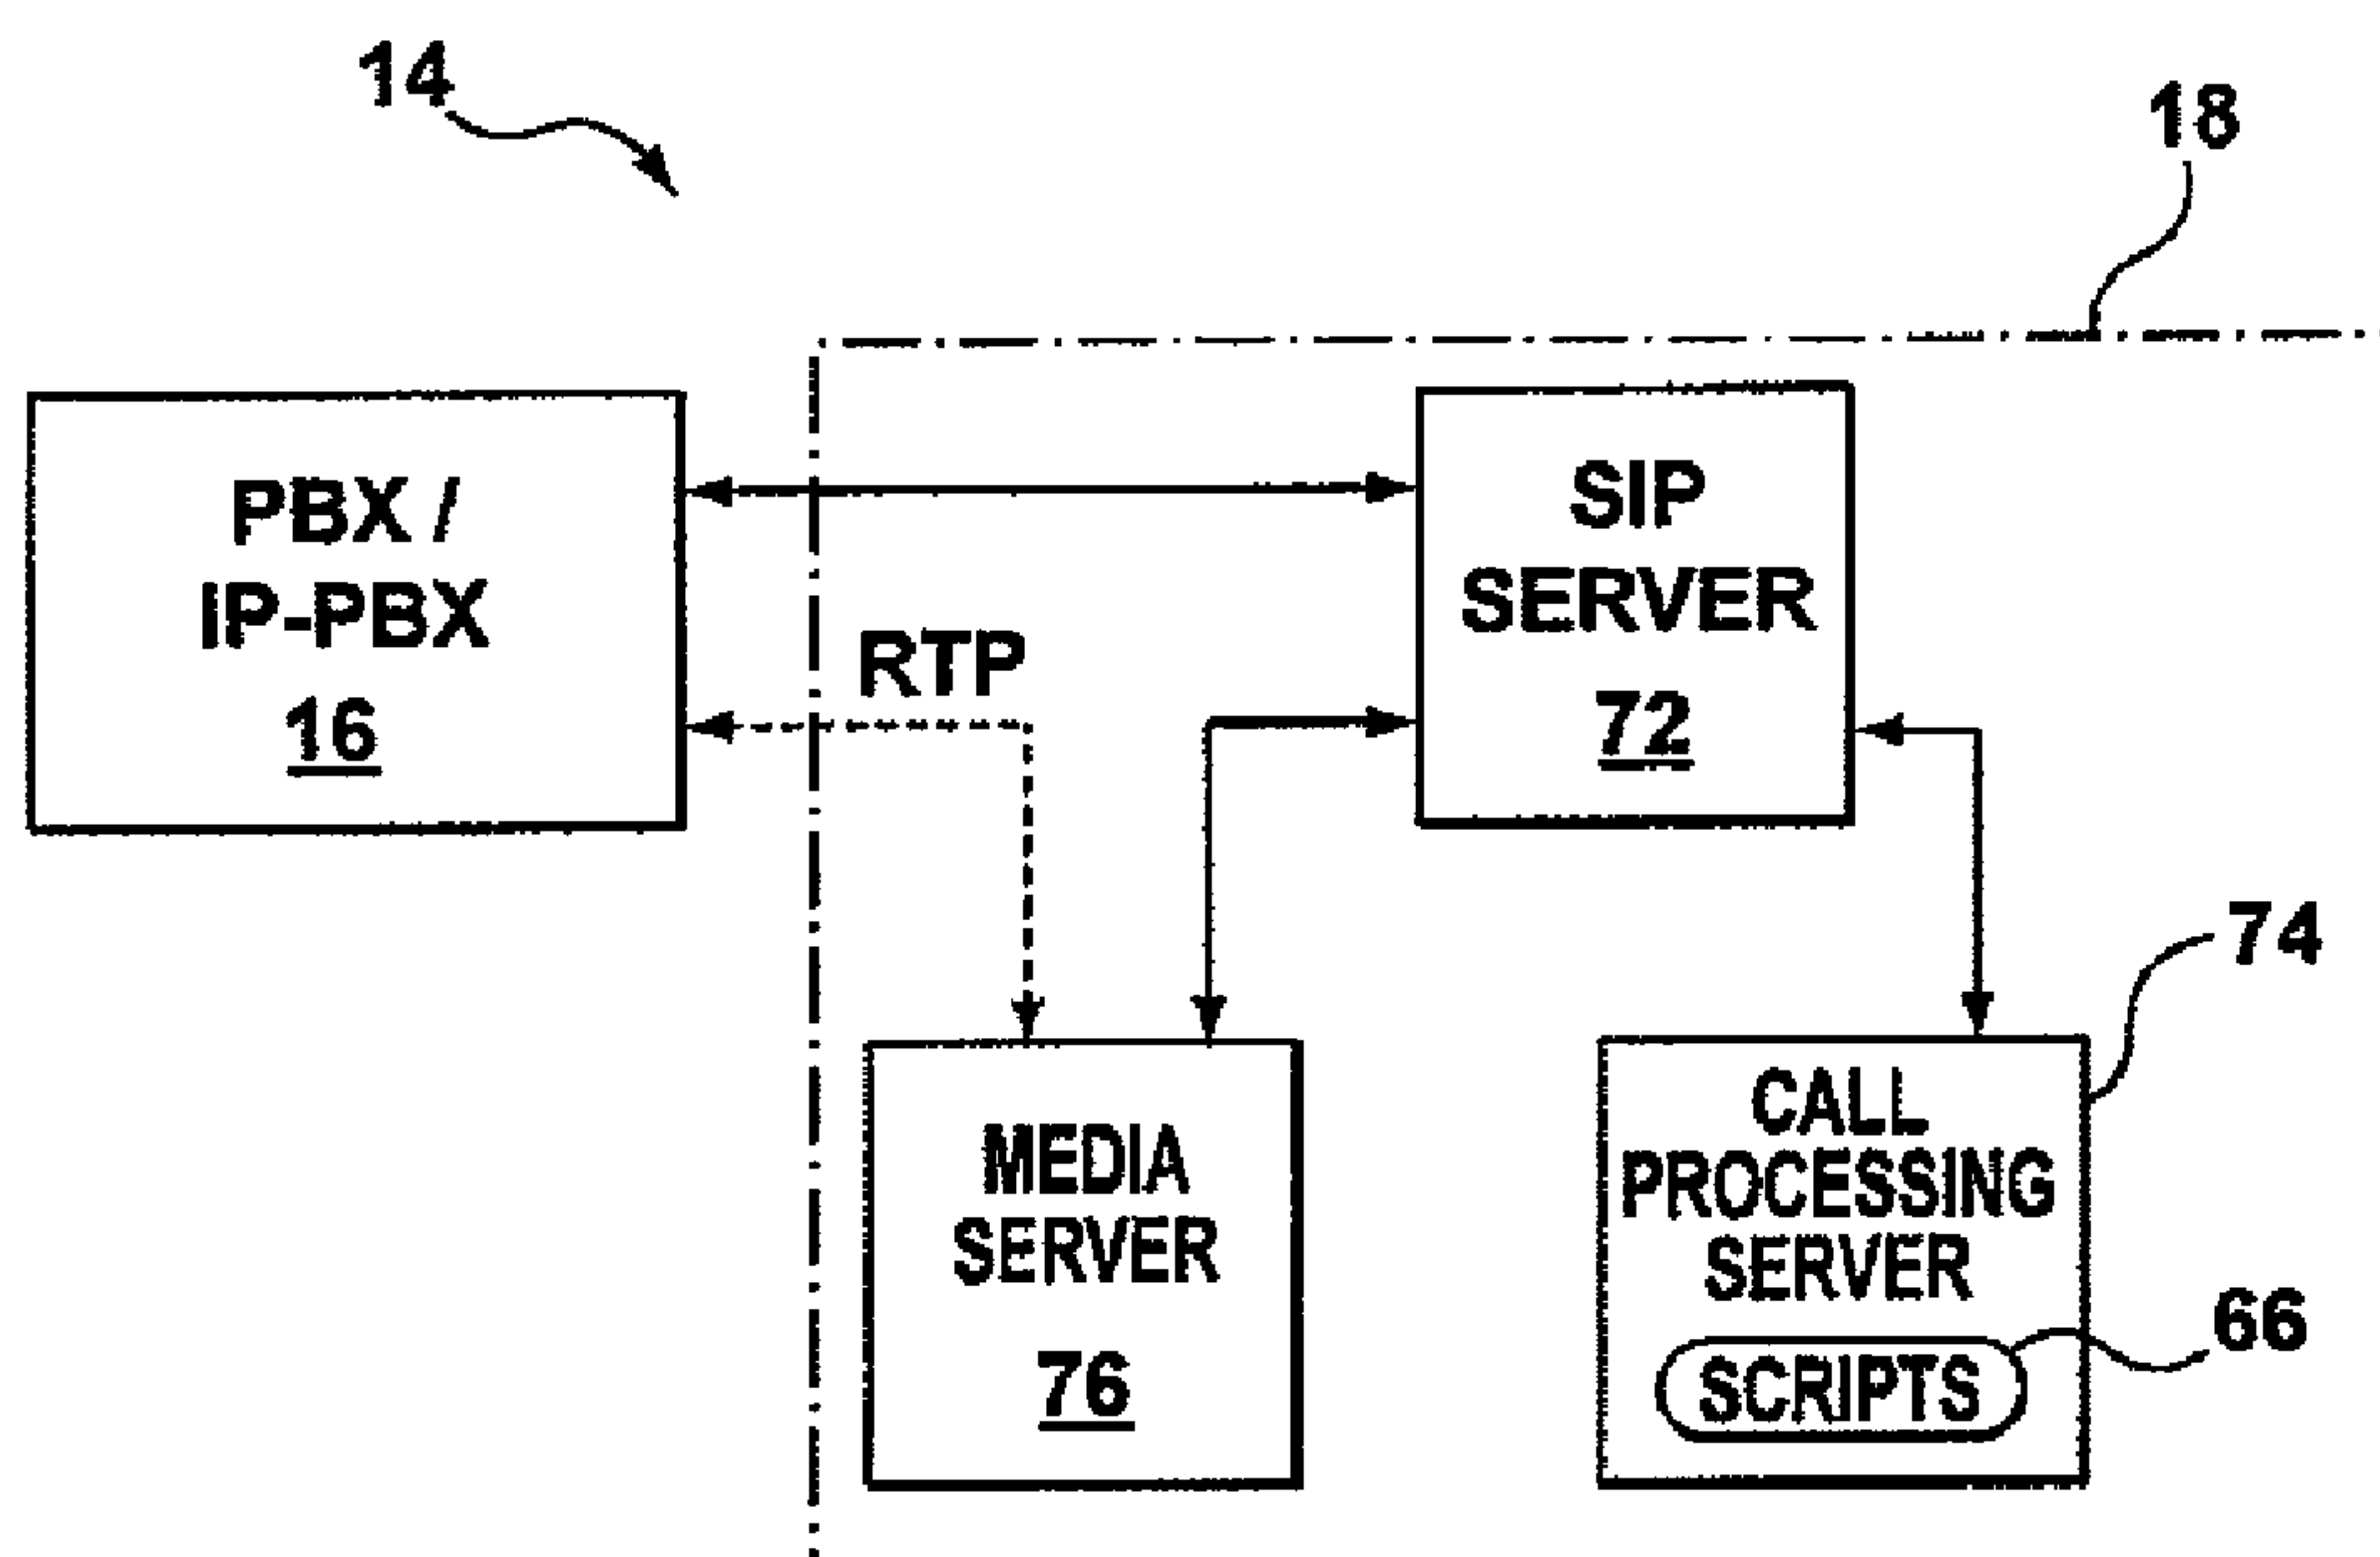 14
18
PBX /
IP-PBX
16
RTP
SIP
SERVER
72
74
MEDIA
SERVER
76
CALL
PROCESSING
SERVER
SCRIPTS
66